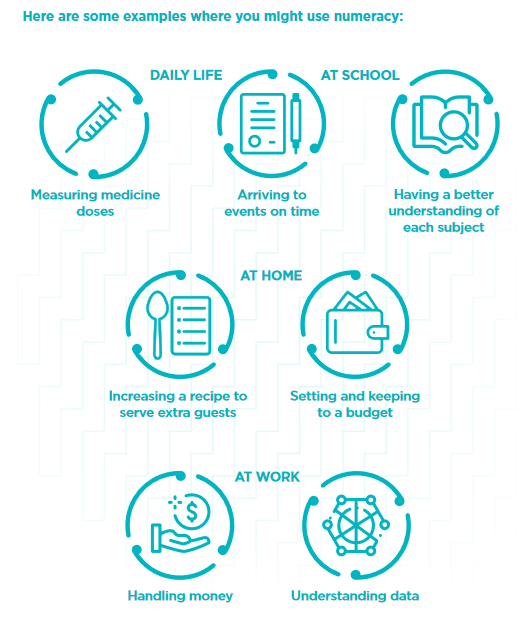 Here are some examples where you might use numeracy:
DAILY LIFE
AT SCHOOL
Measuring medicine
doses
Arriving to
events on time
Having a better
understanding of
each subject
AT HOME
Increasing a recipe to
serve extra guests
Setting and keeping
to a budget
AT WORK
$
Handling money
Understanding data